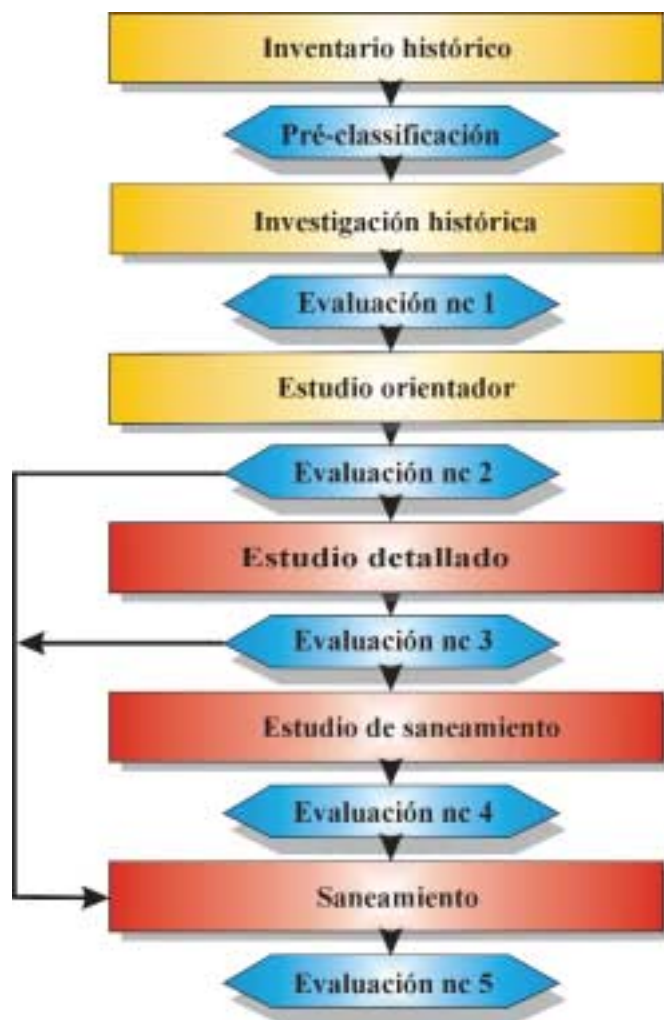 Inventario histórico
Pré-classificación
Investigación histórica
Evaluación nc 1
Estudio orientador
Evaluación nc 2
Estudio detallado
Evaluación nc 3
Estudio de saneamiento
Evaluación nc 4
Saneamiento
Evaluación nc 5